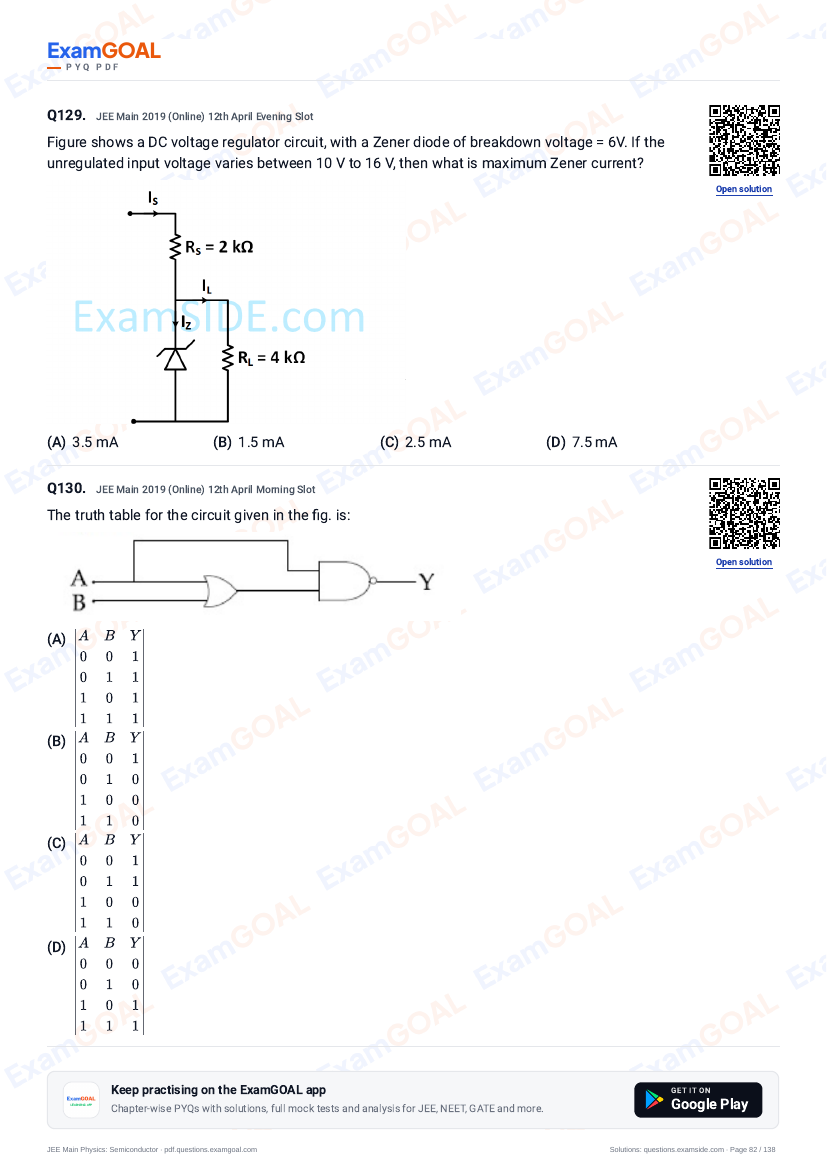 ExamGOAL
PYQ PDF
Q129. JEE Main 2019 (Online) 12th April Evening Slot
Figure shows a DC voltage regulator circuit, with a Zener diode of breakdown voltage = 6V. If the
unregulated input voltage varies between 10 V to 16 V, then what is maximum Zener current?
Open solution
IS
RS = 2 kΩ
IL
ExamSIDE.com
IZ
RL = 4 kΩ
(A) 3.5 mA (B) 1.5 mA (C) 2.5 mA (D) 7.5 mA
Q130. JEE Main 2019 (Online) 12th April Morning Slot
The truth table for the circuit given in the fig. is:
Open solution
A
B
Y
(A) A B Y
0 0 1
0 1 1
1 0 1
1 1 1
(B) A B Y
0 0 1
0 1 0
1 0 0
1 1 0
(C) A B Y
0 0 1
0 1 1
1 0 0
1 1 0
(D) A B Y
0 0 0
0 1 0
1 0 1
1 1 1
ExamGOAL
Keep practising on the ExamGOAL app
Chapter-wise PYQs with solutions, full mock tests and analysis for JEE, NEET, GATE and more.
GET IT ON
Google Play
JEE Main Physics: Semiconductor · pdf.questions.examgoal.com
Solutions: questions.examside.com · Page 82 / 138